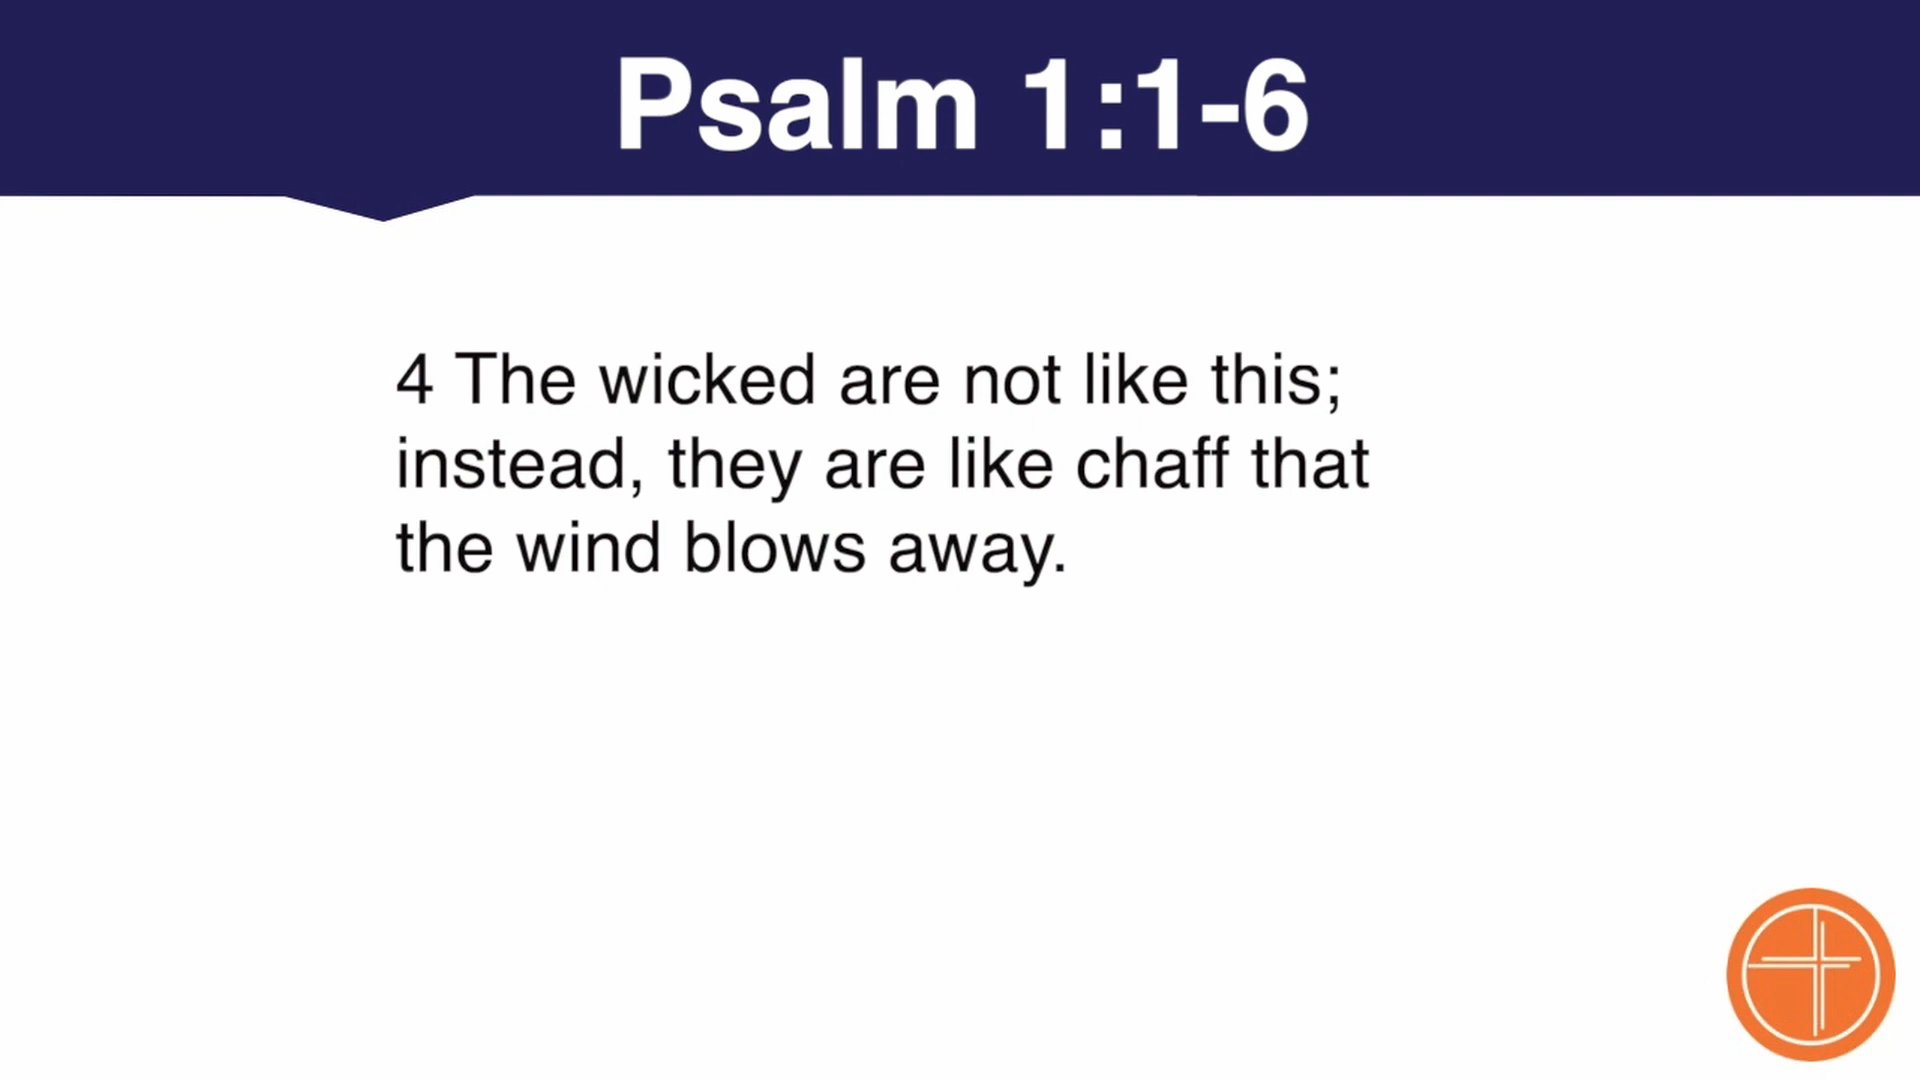 Psalm 1:1-6
4 The wicked are not like this;
instead, they are like chaff that
the wind blows away.